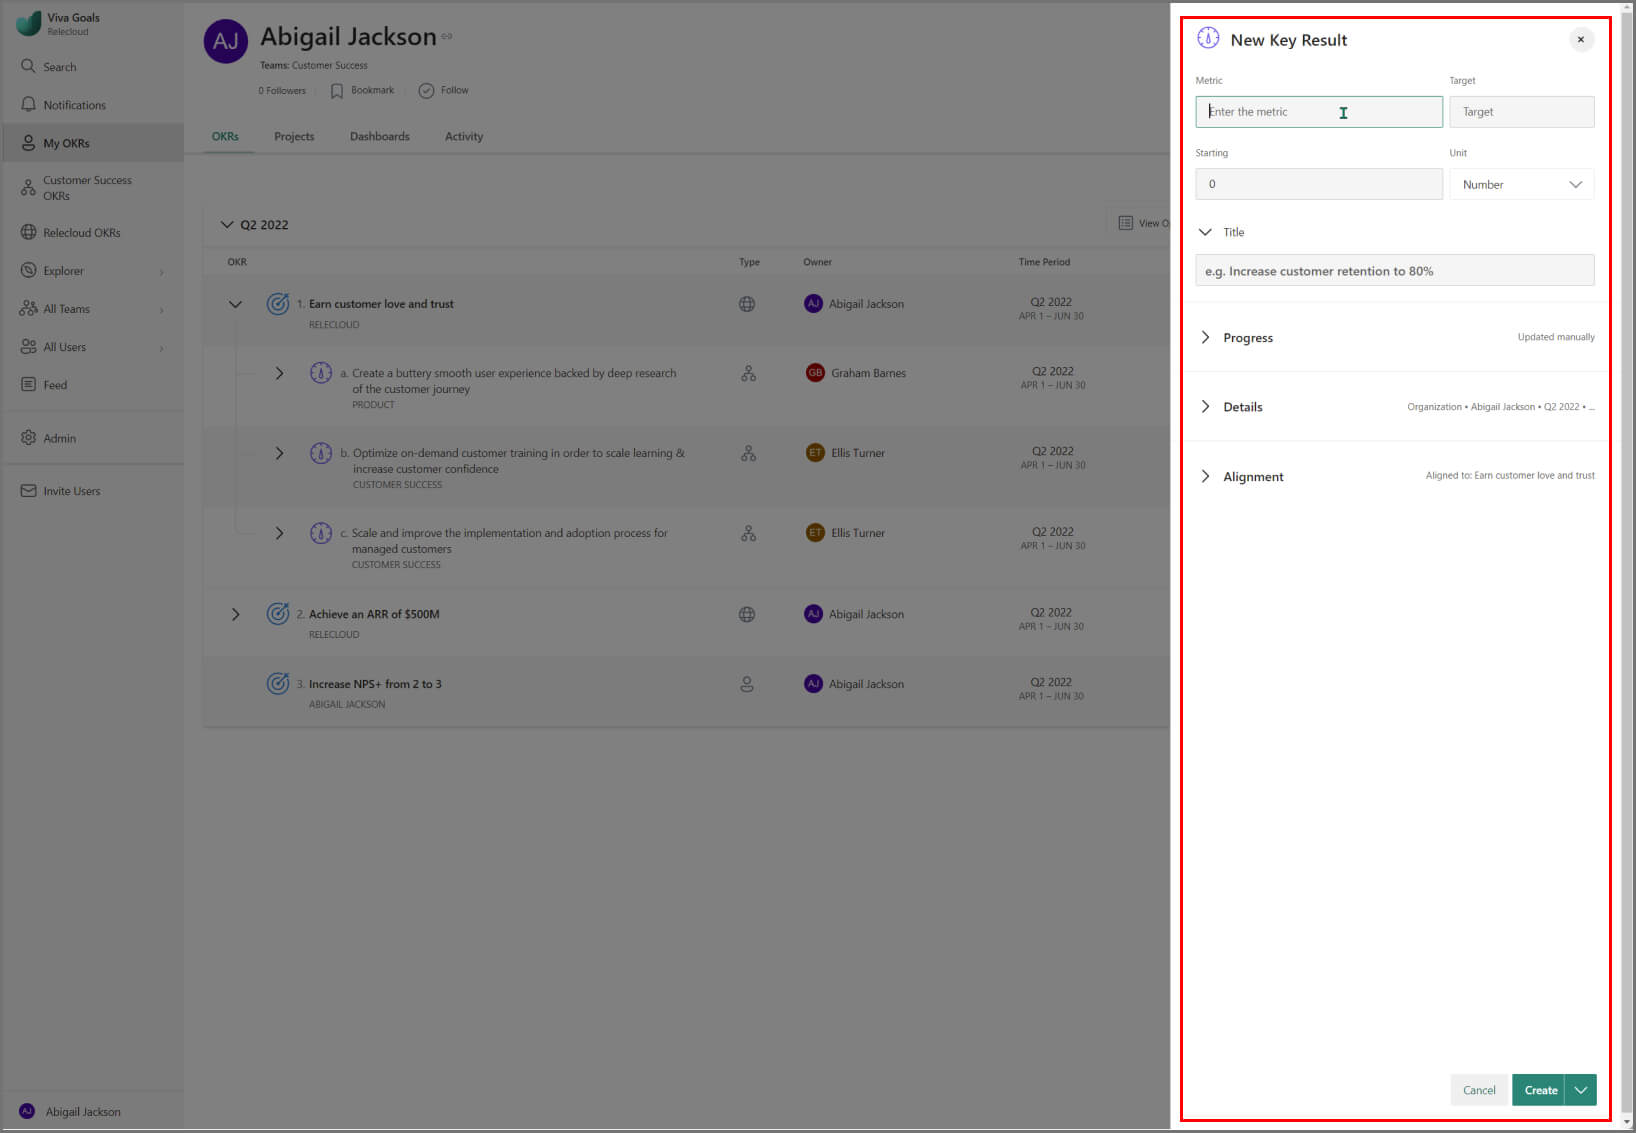 Viva Goals
Relecloud
Search
Notifications
My OKRs
Customer Success
OKRs
Relecloud OKRs
Explorer
All Teams
All Users
Feed
Admin
Invite Users
AJ Abigail Jackson
AJ
Abigail Jackson
Teams: Customer Success
0 Followers Bookmark Follow
OKRs Projects Dashboards Activity
Q2 2022
View O
OKR Type Owner Time Period
1. Earn customer love and trust AJ Abigail Jackson Q2 2022
RELECLOUD APR 1 – JUN 30
a. Create a buttery smooth user experience backed by deep research GB Graham Barnes Q2 2022
of the customer journey APR 1 – JUN 30
PRODUCT
b. Optimize on-demand customer training in order to scale learning & ET Ellis Turner Q2 2022
increase customer confidence APR 1 – JUN 30
CUSTOMER SUCCESS
c. Scale and improve the implementation and adoption process for ET Ellis Turner Q2 2022
managed customers APR 1 – JUN 30
CUSTOMER SUCCESS
2. Achieve an ARR of $500M AJ Abigail Jackson Q2 2022
RELECLOUD APR 1 – JUN 30
3. Increase NPS+ from 2 to 3 AJ Abigail Jackson Q2 2022
ABIGAIL JACKSON APR 1 – JUN 30
New Key Result
Metric Target
Enter the metric Target
Starting Unit
0 Number
Title
e.g. Increase customer retention to 80%
Progress Updated manually
Details Organization • Abigail Jackson • Q2 2022 • ...
Alignment Aligned to: Earn customer love and trust
Cancel Create